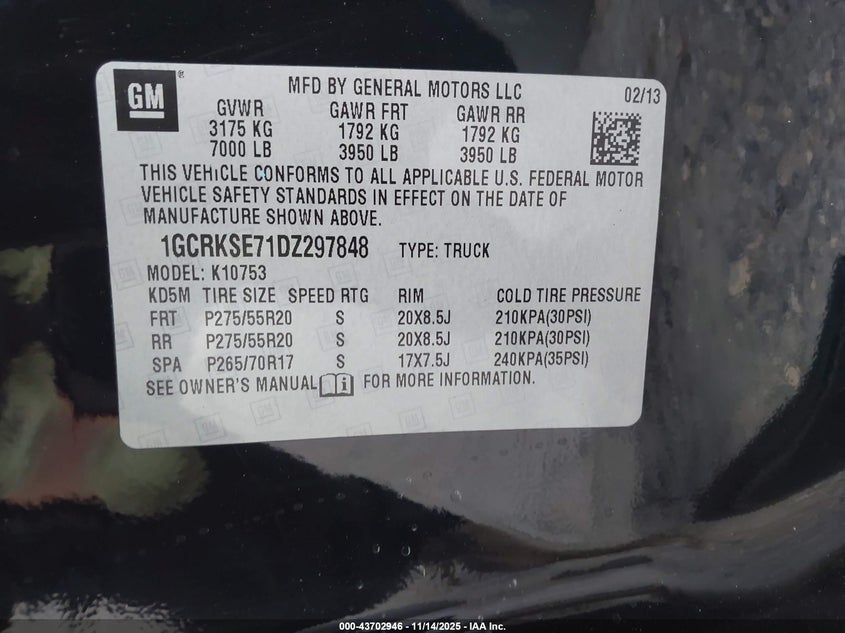 GM®
MFD BY GENERAL MOTORS LLC
02/13
GVWR GAWR FRT GAWR RR
3175 KG 1792 KG 1792 KG
7000 LB 3950 LB 3950 LB
THIS VEHICLE CONFORMS TO ALL APPLICABLE U.S. FEDERAL MOTOR
VEHICLE SAFETY STANDARDS IN EFFECT ON THE DATE OF
MANUFACTURE SHOWN ABOVE.
1GCRKSE71DZ297848 TYPE: TRUCK
MODEL: K10753
KD5M TIRE SIZE SPEED RTG RIM COLD TIRE PRESSURE
FRT P275/55R20 S 20X8.5J 210KPA(30PSI)
RR P275/55R20 S 20X8.5J 210KPA(30PSI)
SPA P265/70R17 S 17X7.5J 240KPA(35PSI)
SEE OWNER'S MANUAL FOR MORE INFORMATION.
000-43702946 | 11/14/2025 - IAA Inc.